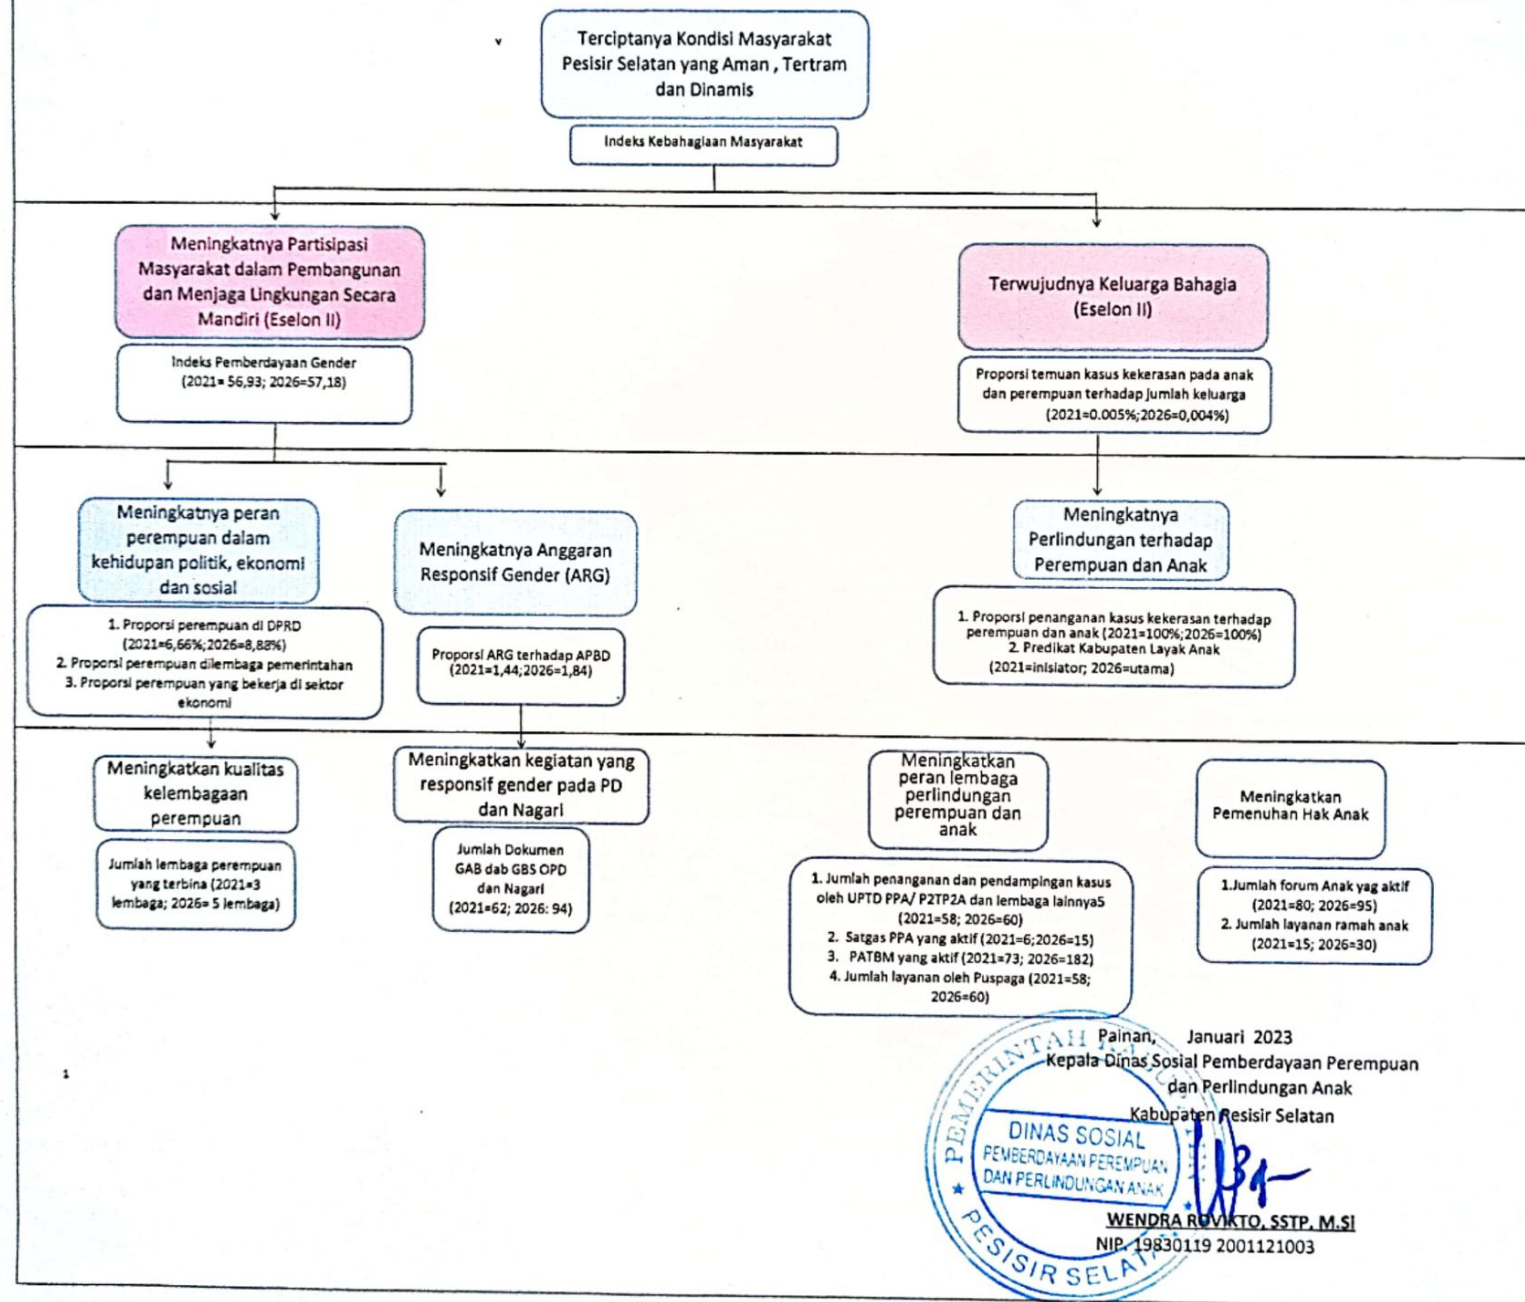 Terciptanya Kondisi Masyarakat
Pesisir Selatan yang Aman , Tertram
dan Dinamis
Indeks Kebahagiaan Masyarakat
Meningkatnya Partisipasi
Masyarakat dalam Pembangunan
dan Menjaga Lingkungan Secara
Mandiri (Eselon II)
Indeks Pemberdayaan Gender
(2021= 56,93; 2026=57,18)
Terwujudnya Keluarga Bahagia
(Eselon II)
Proporsi temuan kasus kekerasan pada anak
dan perempuan terhadap jumlah keluarga
(2021=0.005%;2026=0,004%)
Meningkatnya peran
perempuan dalam
kehidupan politik, ekonomi
dan sosial
1. Proporsi perempuan di DPRD
(2021=6,66%;2026=8,88%)
2. Proporsi perempuan dilembaga pemerintahan
3. Proporsi perempuan yang bekerja di sektor
ekonomi
Meningkatnya Anggaran
Responsif Gender (ARG)
Proporsi ARG terhadap APBD
(2021=1,44;2026=1,84)
Meningkatnya
Perlindungan terhadap
Perempuan dan Anak
1. Proporsi penanganan kasus kekerasan terhadap
perempuan dan anak (2021=100%;2026=100%)
2. Predikat Kabupaten Layak Anak
(2021=inisiator; 2026=utama)
Meningkatkan kualitas
kelembagaan
perempuan
Jumlah lembaga perempuan
yang terbina (2021=3
lembaga; 2026= 5 lembaga)
Meningkatkan kegiatan yang
responsif gender pada PD
dan Nagari
Jumlah Dokumen
GAB dab GBS OPD
dan Nagari
(2021=62; 2026: 94)
Meningkatkan
peran lembaga
perlindungan
perempuan dan
anak
1. Jumlah penanganan dan pendampingan kasus
oleh UPTD PPA/ P2TP2A dan lembaga lainnya5
(2021=58; 2026=60)
2. Satgas PPA yang aktif (2021=6;2026=15)
3. PATBM yang aktif (2021=73; 2026=182)
4. Jumlah layanan oleh Puspaga (2021=58;
2026=60)
Meningkatkan
Pemenuhan Hak Anak
1.Jumlah forum Anak yag aktif
(2021=80; 2026=95)
2. Jumlah layanan ramah anak
(2021=15; 2026=30)
Painan, Januari 2023
Kepala Dinas Sosial Pemberdayaan Perempuan
dan Perlindungan Anak
Kabupaten Resisir Selatan
PEMERINTAH
DINAS SOSIAL
PEMBERDAYAAN PEREMPUAN
DAN PERLINDUNGAN ANAK
PESISIR SELATAN
WENDRA ROVIKTO, SSTP, M.Si
NIP. 19830119 2001121003
1